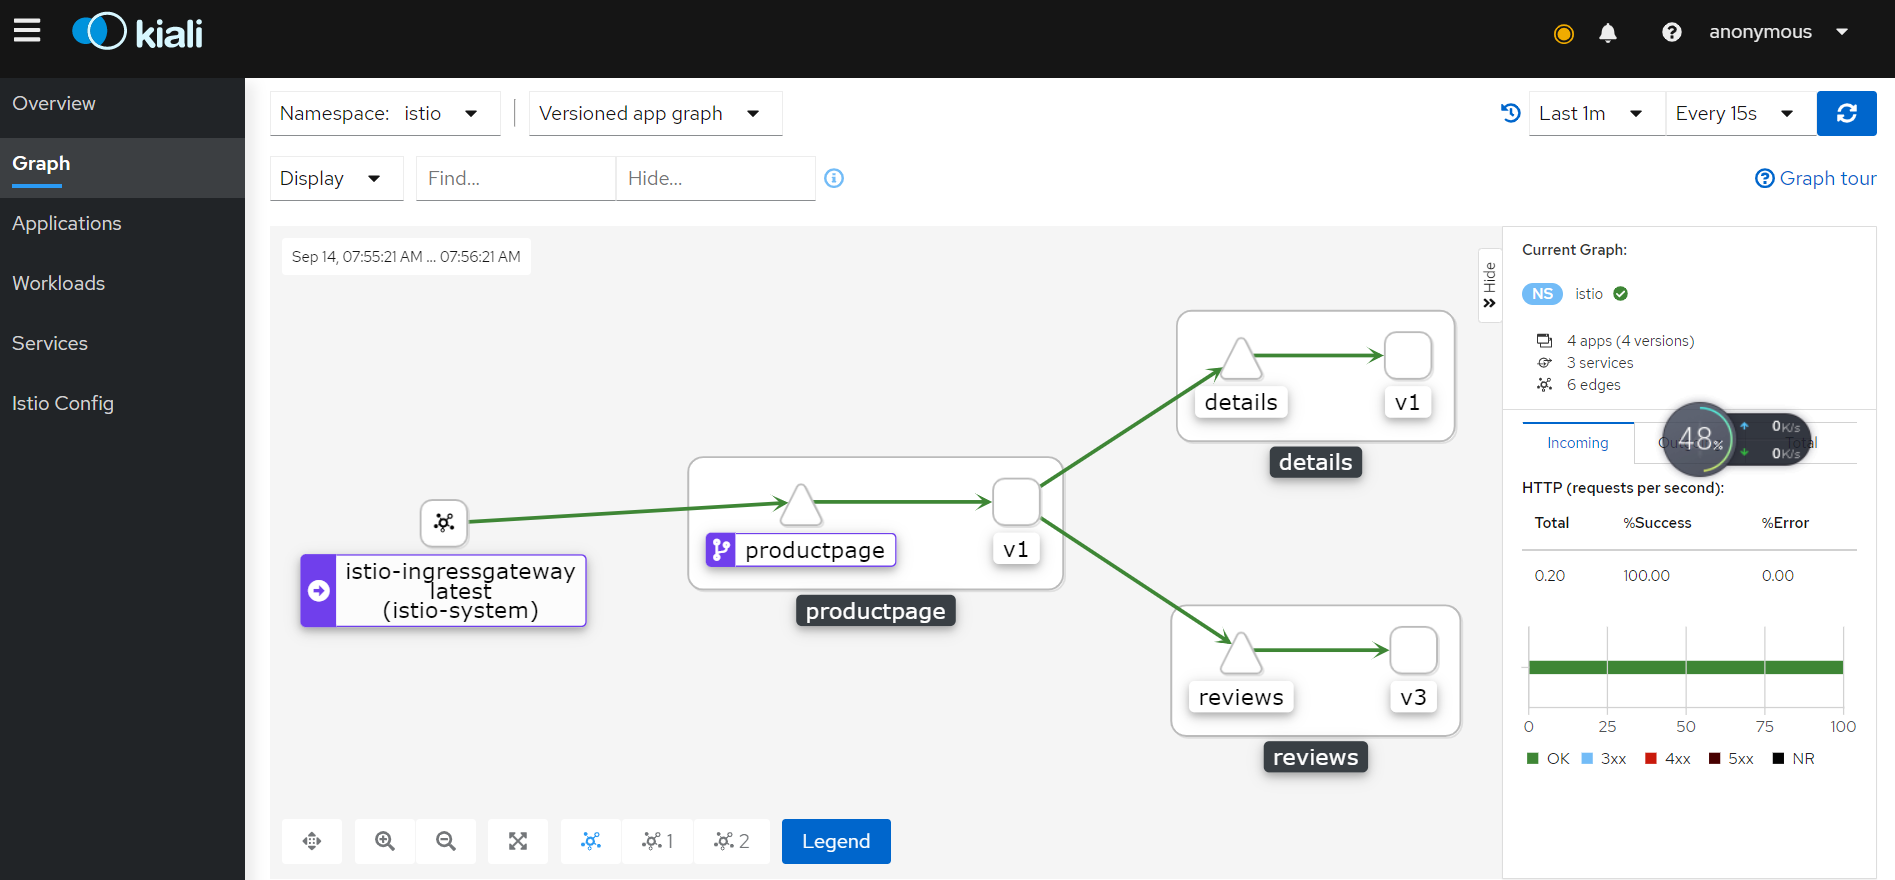 kiali
anonymous
Overview
Graph
Applications
Workloads
Services
Istio Config
Namespace: istio
Versioned app graph
Last 1m
Every 15s
Display
Find...
Hide...
Graph tour
Sep 14, 07:55:21 AM ... 07:56:21 AM
Hide
details
v1
details
productpage
v1
productpage
istio-ingressgateway
latest
(istio-system)
reviews
v3
reviews
1
2
Legend
Current Graph:
NS istio
4 apps (4 versions)
3 services
6 edges
Incoming
Total
48%
0K/s
0K/s
HTTP (requests per second):
Total %Success %Error
0.20 100.00 0.00
0 25 50 75 100
OK 3xx 4xx 5xx NR